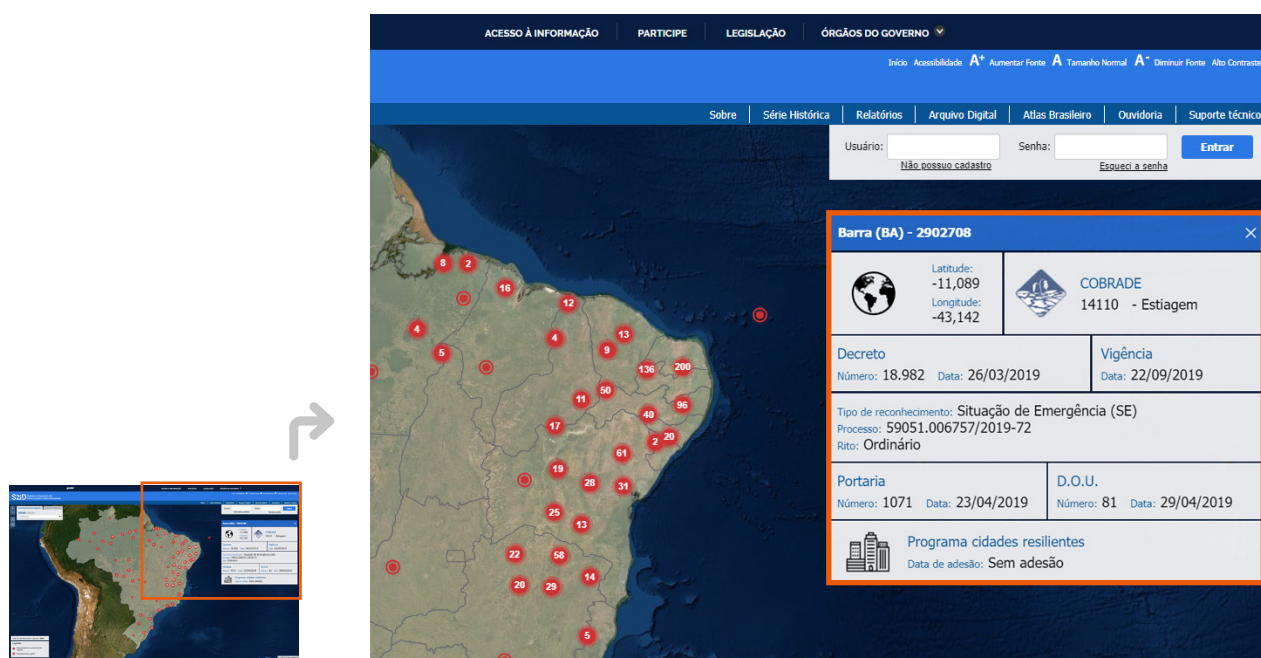 ACESSO À INFORMAÇÃO PARTICIPE LEGISLAÇÃO ÓRGÃOS DO GOVERNO
Início Acessibilidade A+ Aumentar Fonte A Tamanho Normal A- Diminuir Fonte Alto Contraste
Sobre Série Histórica Relatórios Arquivo Digital Atlas Brasileiro Ouvidoria Suporte técnico
Usuário: Senha: Entrar
Não possuo cadastro Esqueci a senha
Barra (BA) - 2902708 ×
Latitude:
-11,089
Longitude:
-43,142
COBRADE
14110 - Estiagem
Decreto
Número: 18.982 Data: 26/03/2019
Vigência
Data: 22/09/2019
Tipo de reconhecimento: Situação de Emergência (SE)
Processo: 59051.006757/2019-72
Rito: Ordinário
Portaria
Número: 1071 Data: 23/04/2019
D.O.U.
Número: 81 Data: 29/04/2019
Programa cidades resilientes
Data de adesão: Sem adesão
8 2
16
12
4
4
13
5
9
136 200
50
11
96
40
17
2 20
61
19
28
31
25
13
22 58
14
20 29
5
S2iD